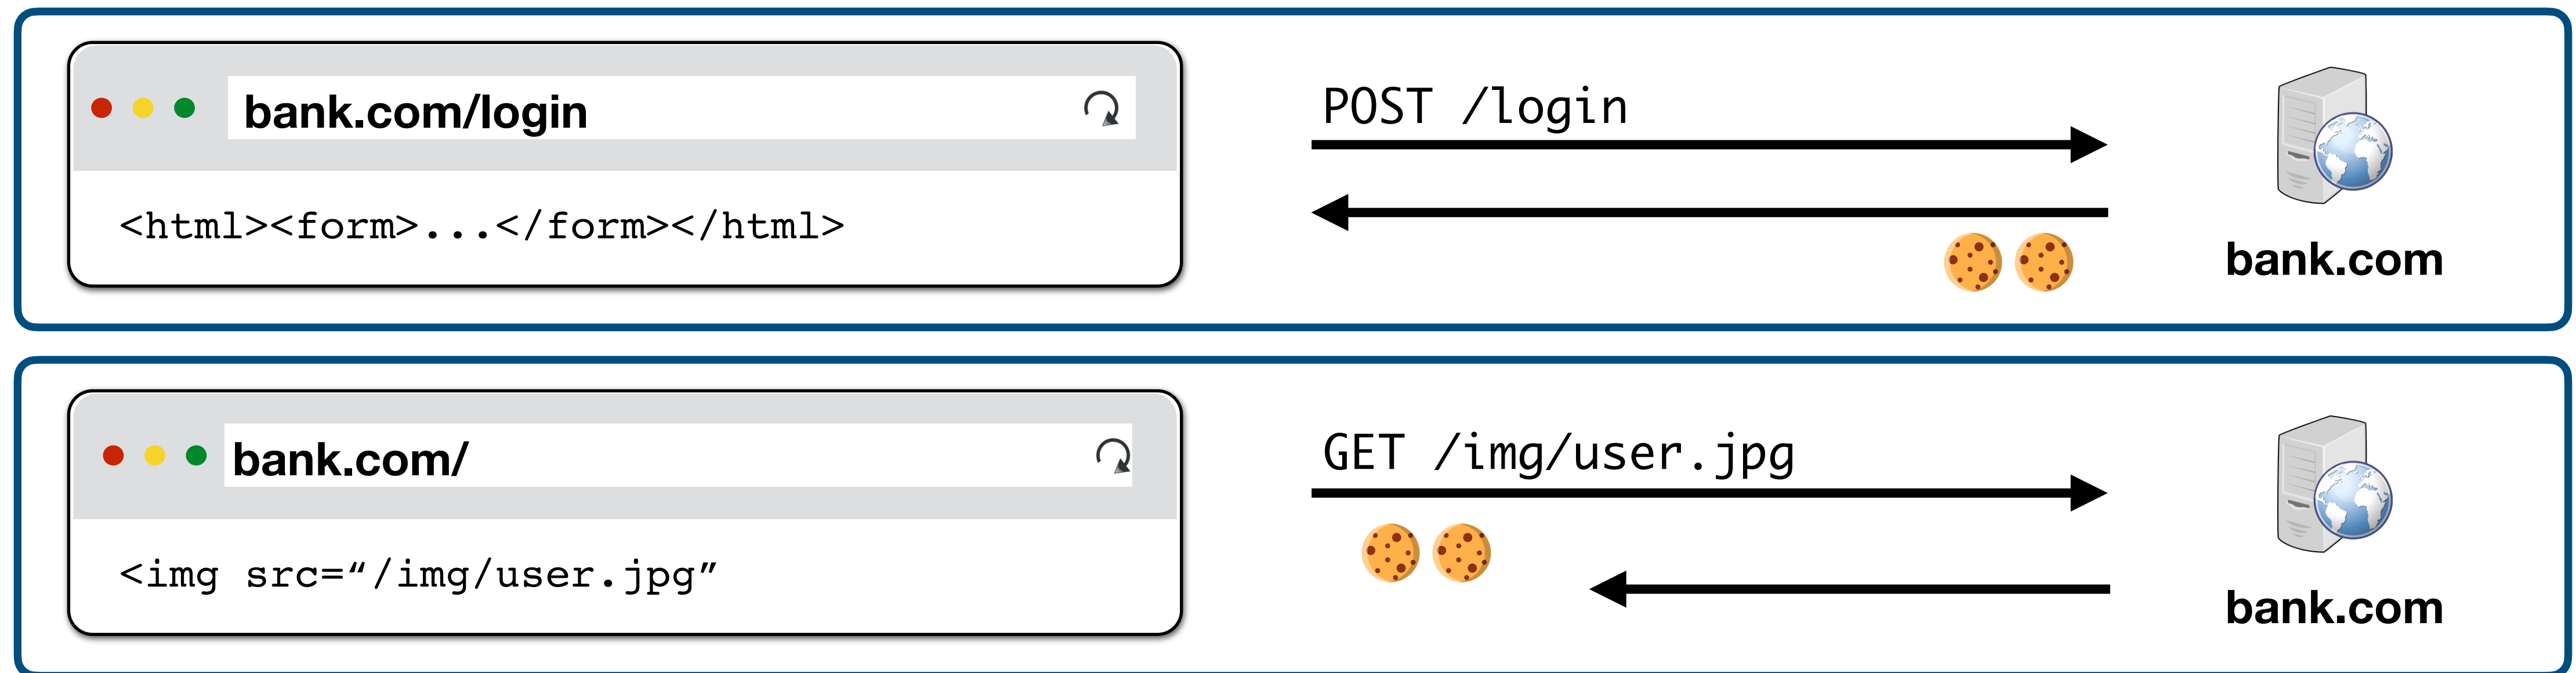 bank.com/login
POST /login
<html><form>...</form></html>
bank.com
bank.com/
GET /img/user.jpg
<img src=“/img/user.jpg”
bank.com